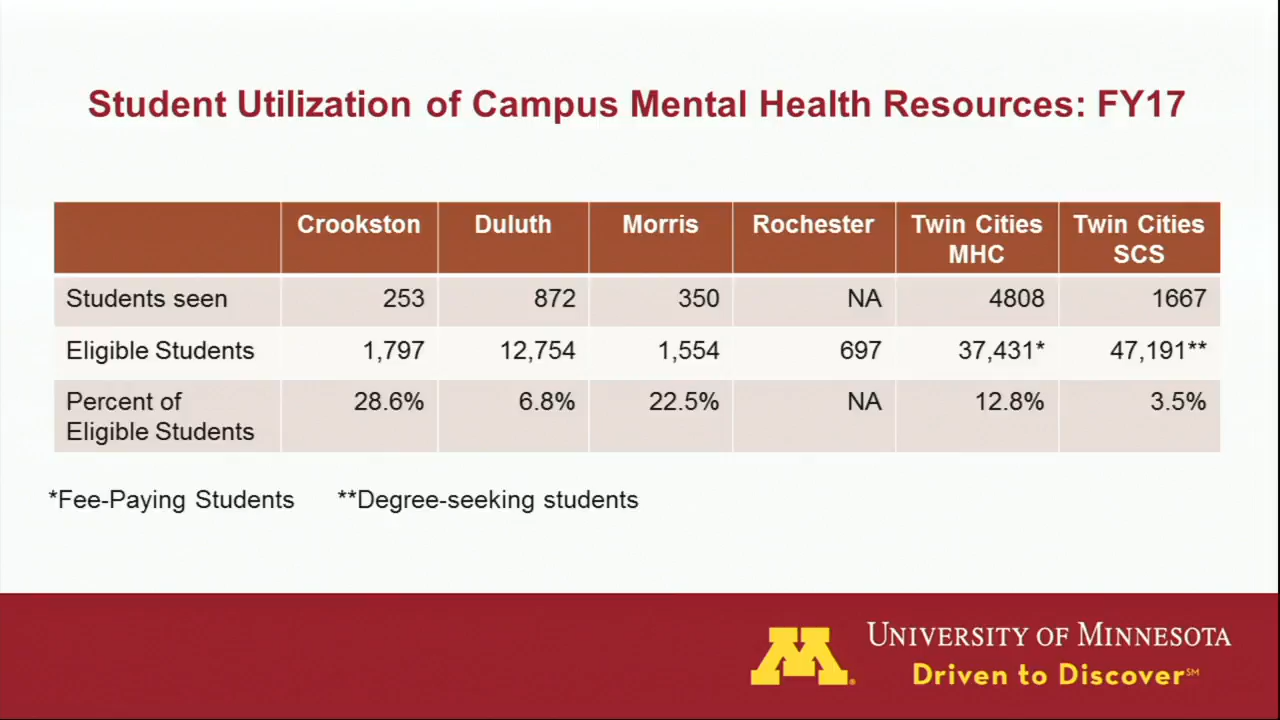 Student Utilization of Campus Mental Health Resources: FY17
Crookston Duluth Morris Rochester Twin Cities MHC Twin Cities SCS
Students seen 253 872 350 NA 4808 1667
Eligible Students 1,797 12,754 1,554 697 37,431* 47,191**
Percent of Eligible Students 28.6% 6.8% 22.5% NA 12.8% 3.5%
*Fee-Paying Students **Degree-seeking students
M®
UNIVERSITY OF MINNESOTA
Driven to Discover℠